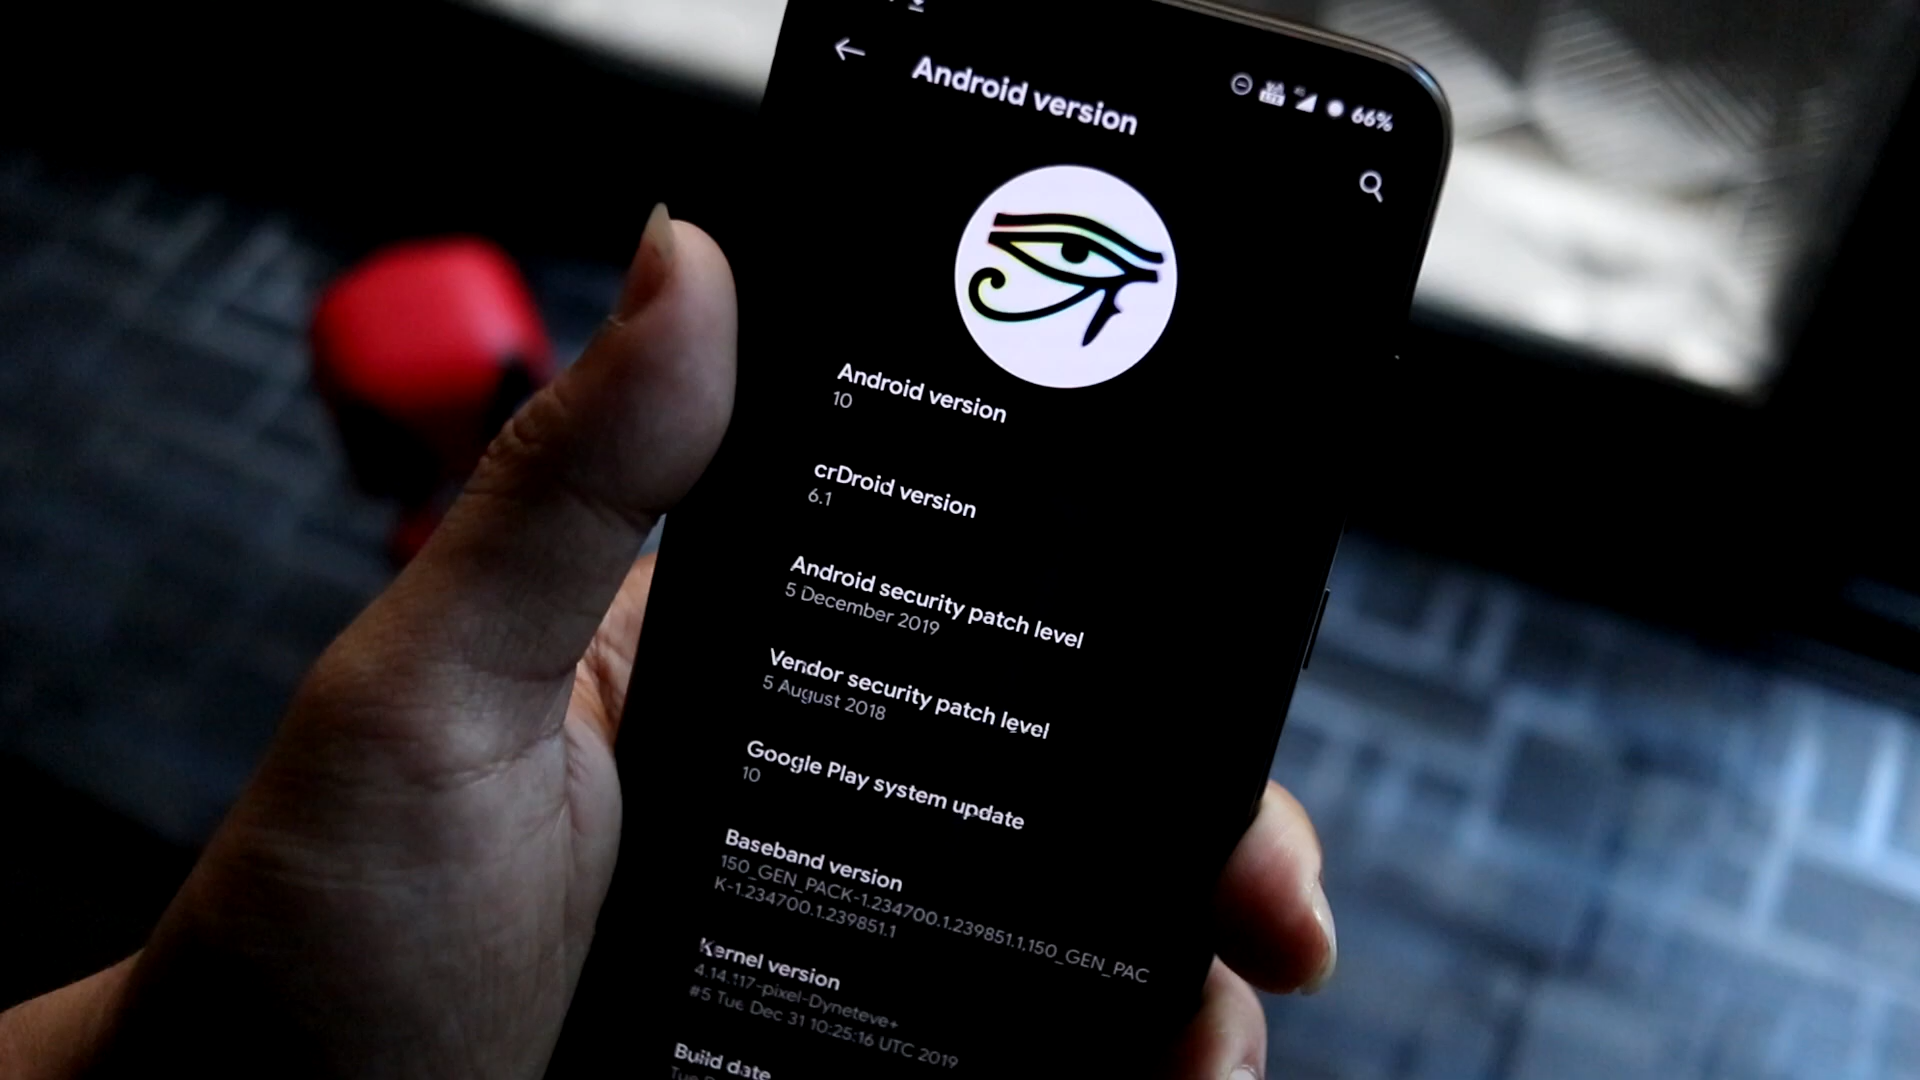 66%
Android version
Android version
10
crDroid version
6.1
Android security patch level
5 December 2019
Vendor security patch level
5 August 2018
Google Play system update
10
Baseband version
150_GEN_PACK-1.234700.1.239851.1,150_GEN_PAC
K-1.234700.1.239851.1
Kernel version
4.14.117-pixel-Dyneteve+
#5 Tue Dec 31 10:25:16 UTC 2019
Build date